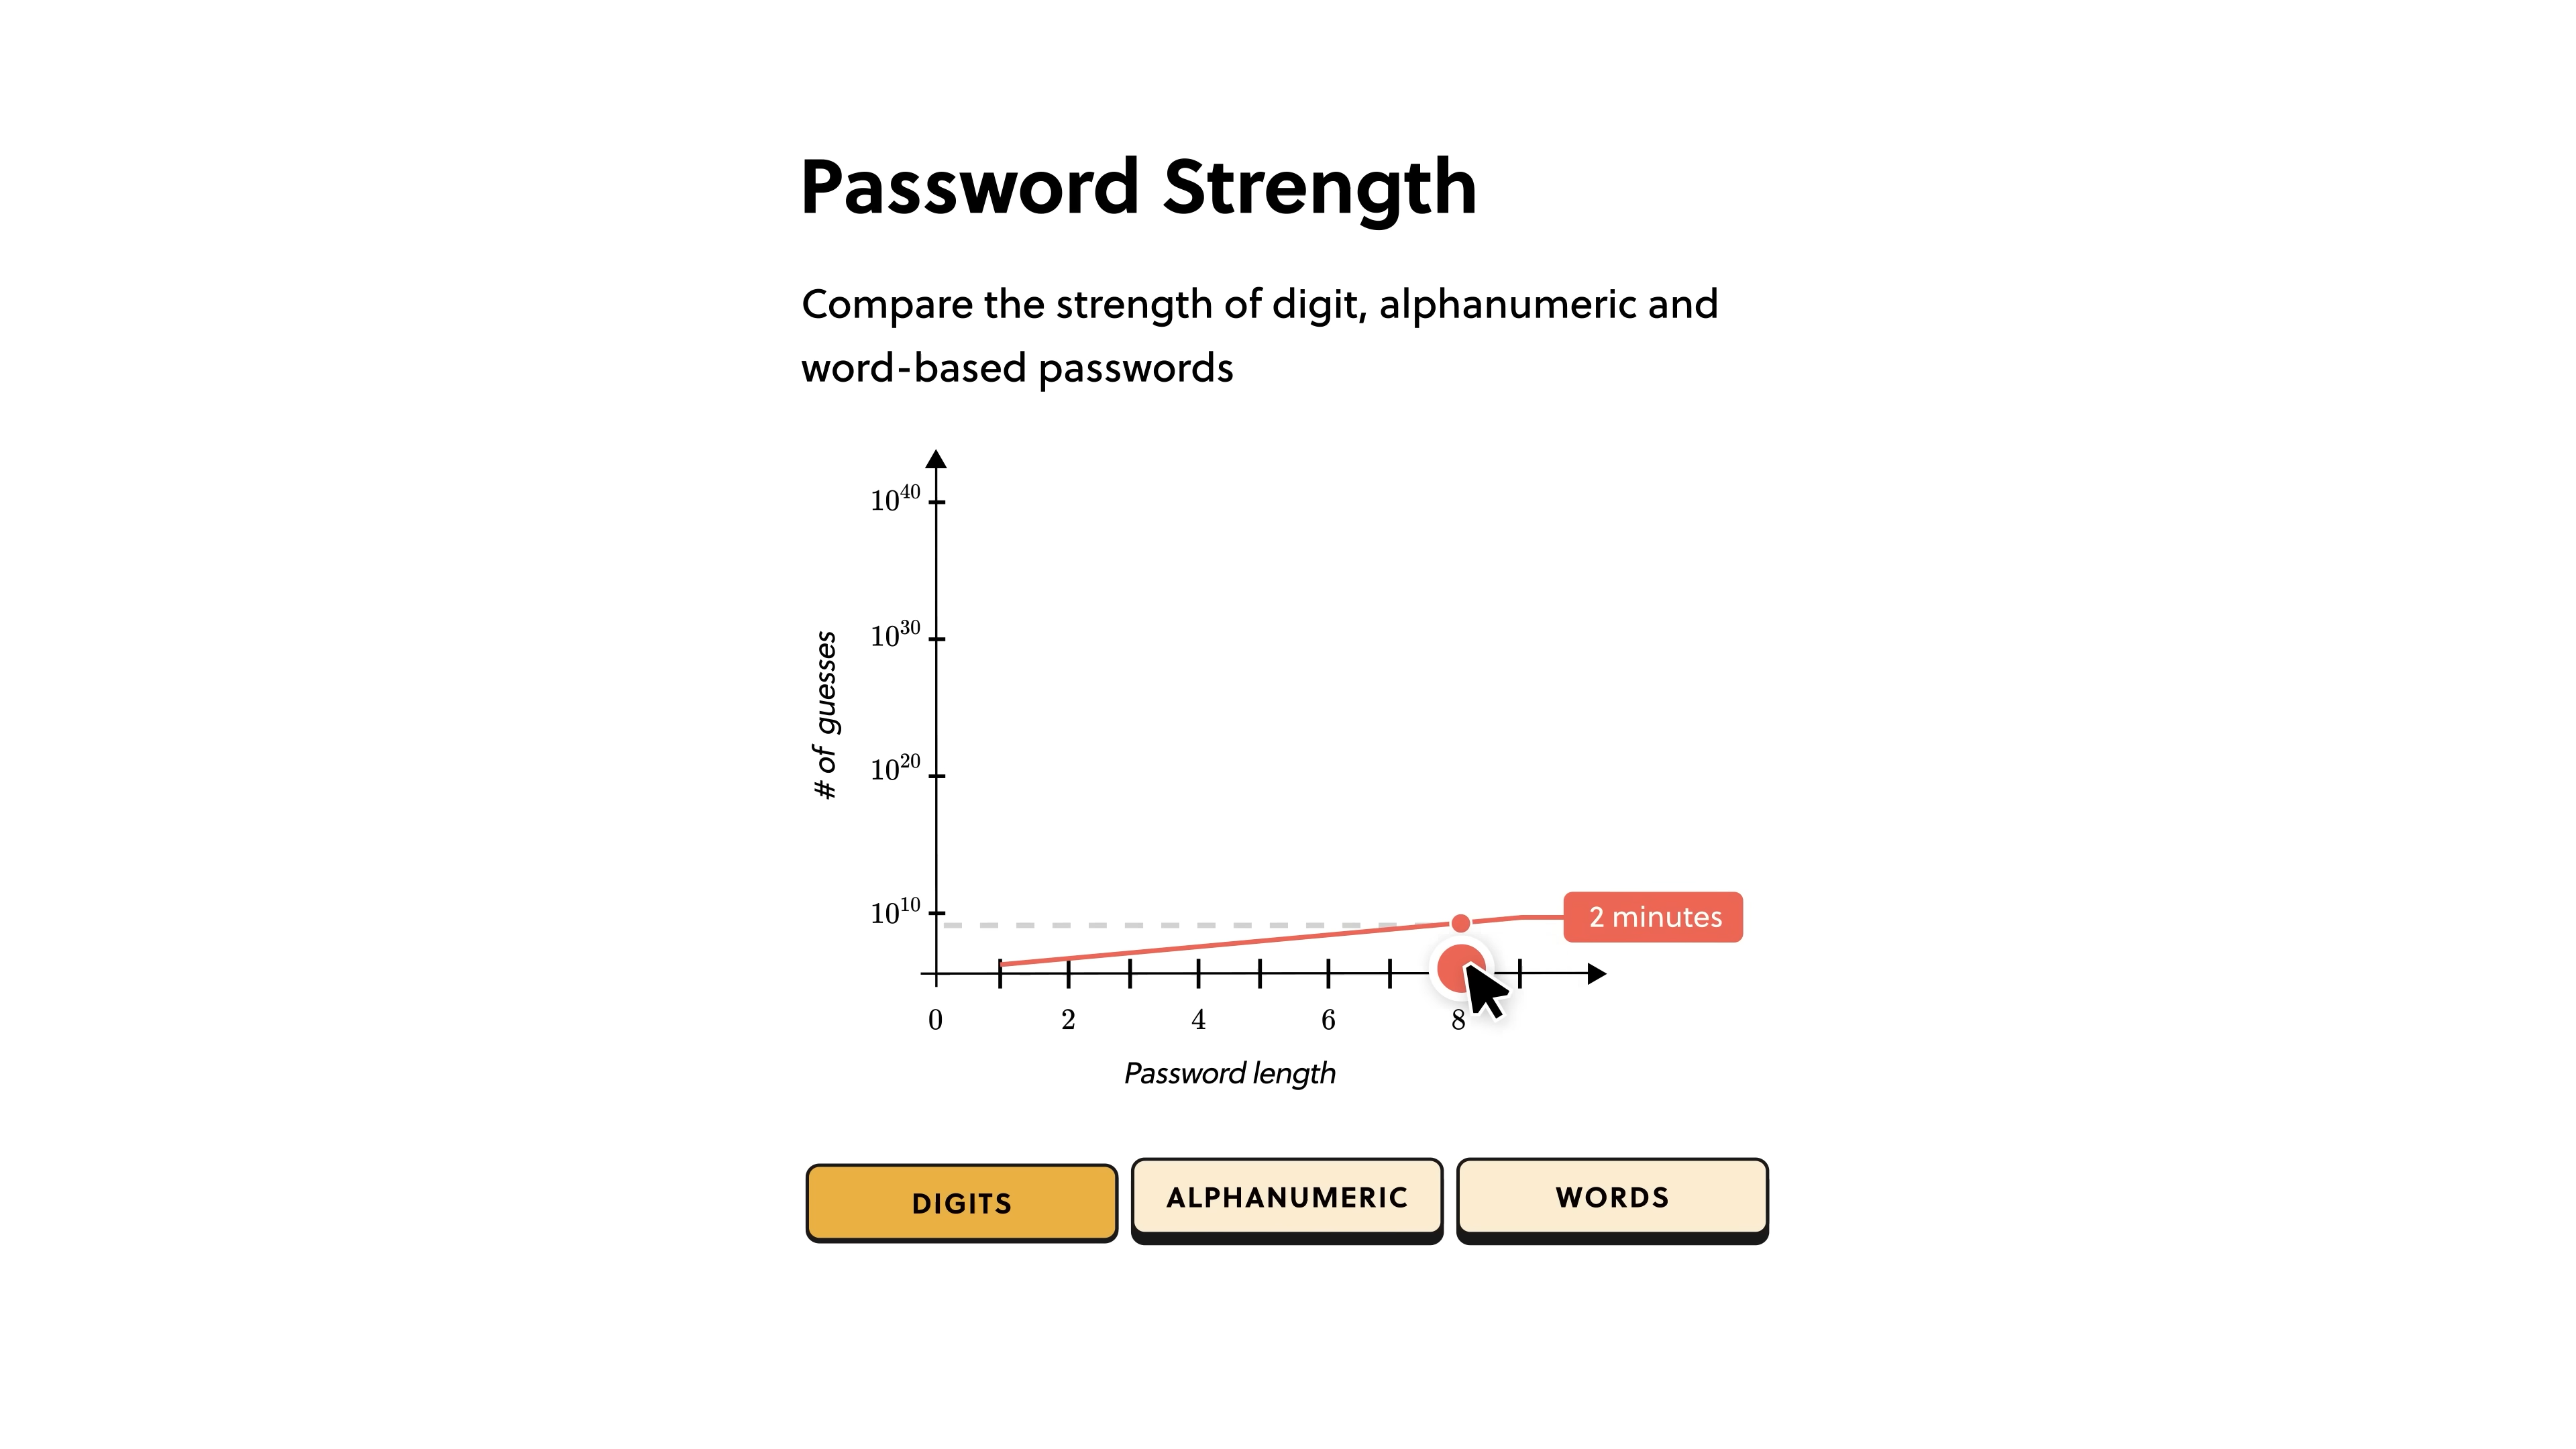 Password Strength
Compare the strength of digit, alphanumeric and
word-based passwords
10^40
10^30
10^20
10^10
# of guesses
2 minutes
0 2 4 6 8
Password length
DIGITS
ALPHANUMERIC
WORDS